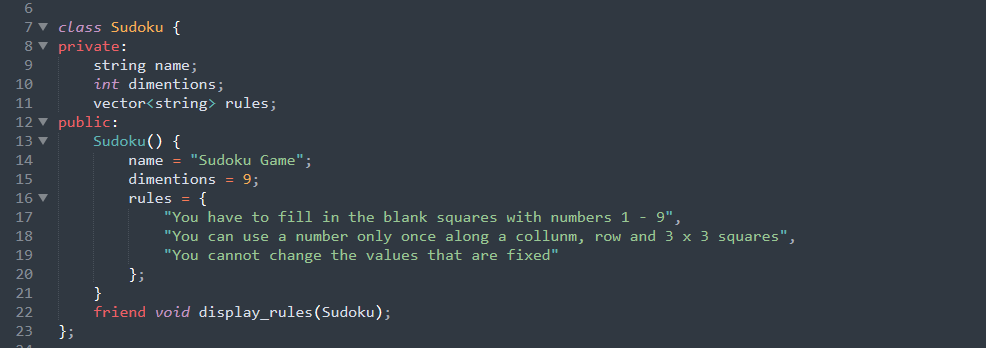 6
7 class Sudoku {
8 private:
9 string name;
10 int dimentions;
11 vector<string> rules;
12 public:
13 Sudoku() {
14 name = "Sudoku Game";
15 dimentions = 9;
16 rules = {
17 "You have to fill in the blank squares with numbers 1 - 9",
18 "You can use a number only once along a collunm, row and 3 x 3 squares",
19 "You cannot change the values that are fixed"
20 };
21 }
22 friend void display_rules(Sudoku);
23 };